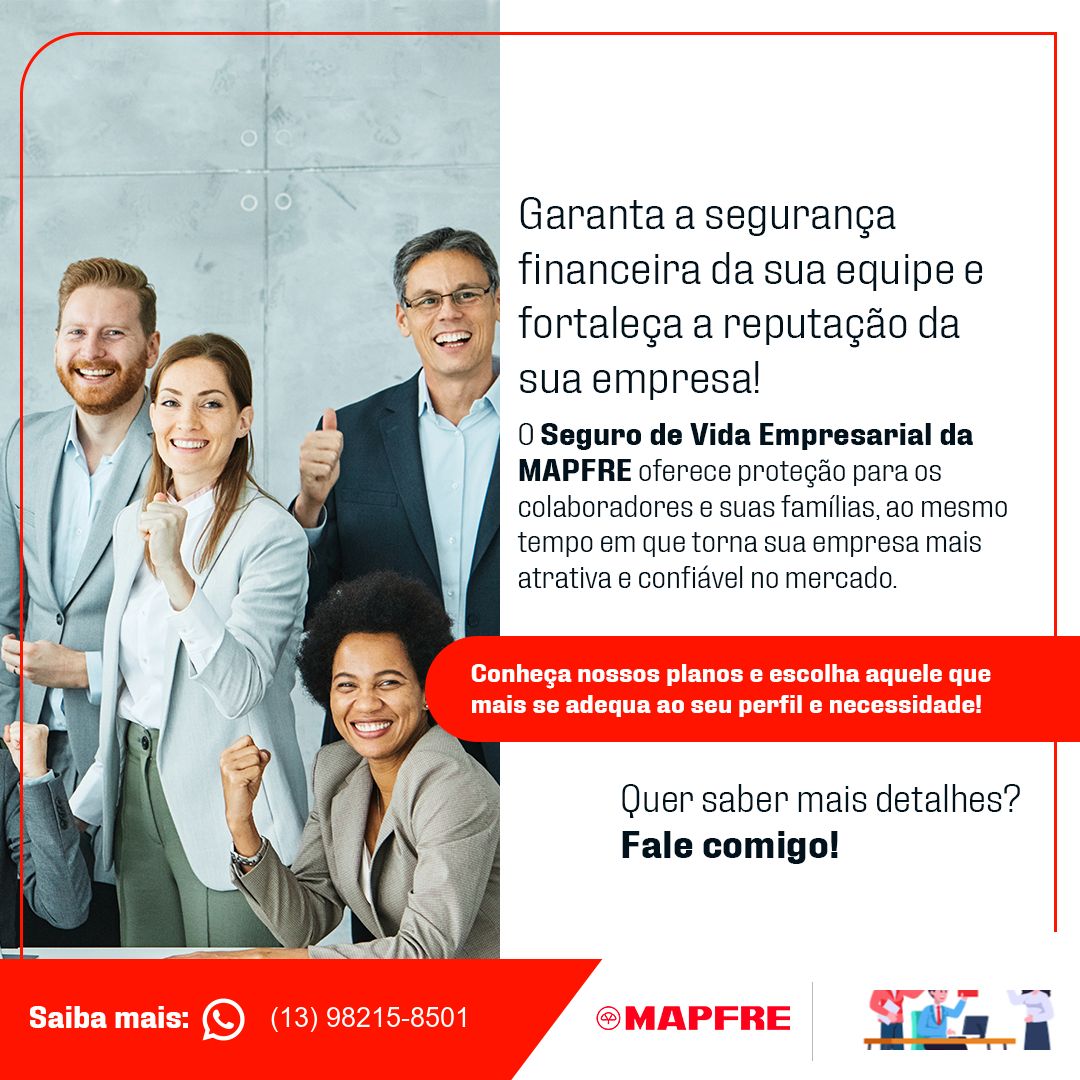 Garanta a segurança
financeira da sua equipe e
fortaleça a reputação da
sua empresa!
O Seguro de Vida Empresarial da
MAPFRE oferece proteção para os
colaboradores e suas famílias, ao mesmo
tempo em que torna sua empresa mais
atrativa e confiável no mercado.
Conheça nossos planos e escolha aquele que
mais se adequa ao seu perfil e necessidade!
Quer saber mais detalhes?
Fale comigo!
Saiba mais: (13) 98215-8501
MAPFRE